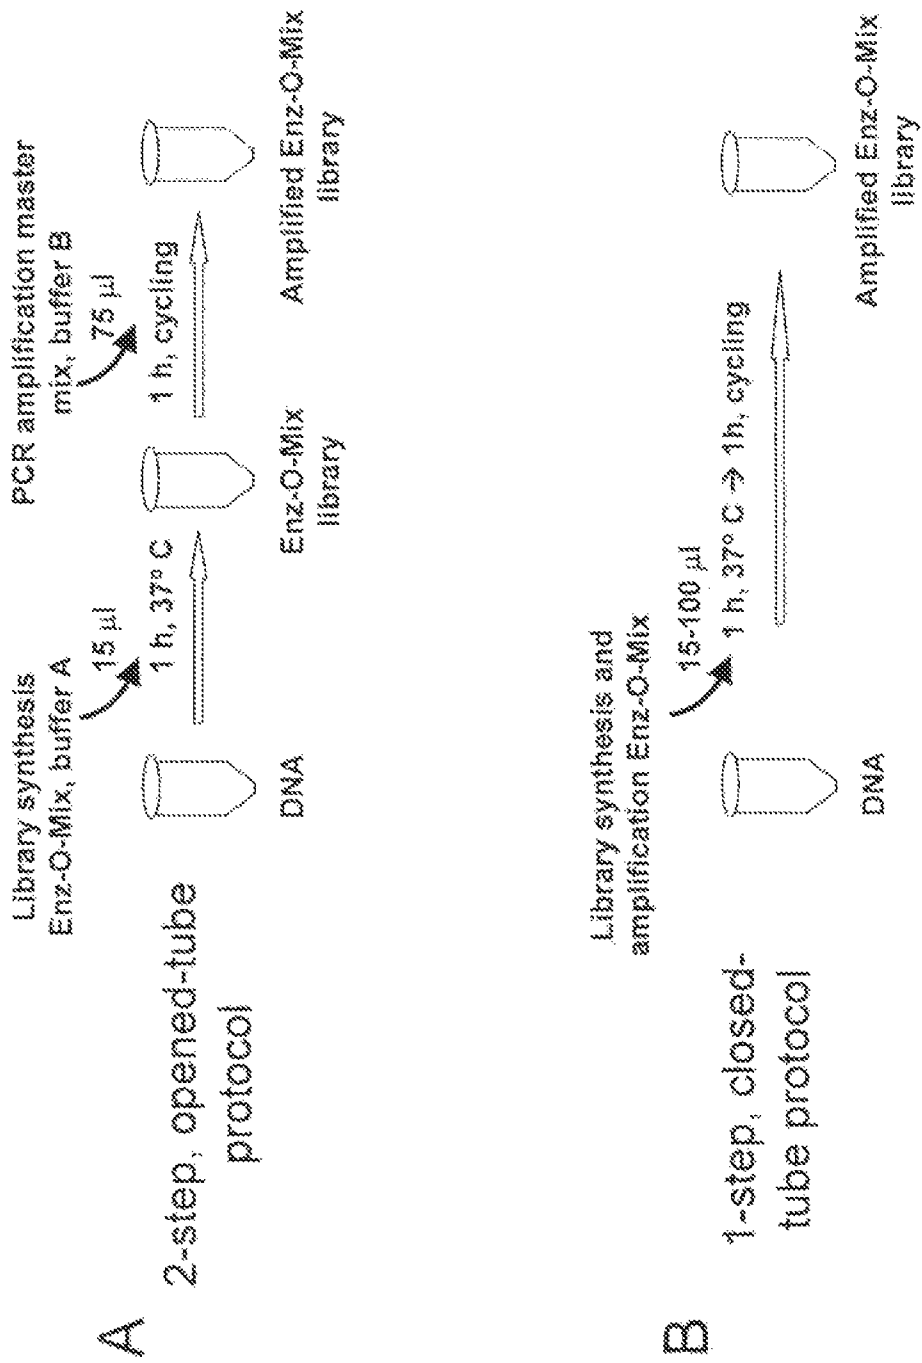 A
2-step, opened-tube
protocol
Library synthesis
Enz-O-Mix, buffer A
15 µl
1 h, 37° C
DNA
PCR amplification master
mix, buffer B
75 µl
1 h, cycling
Enz-O-Mix
library
Amplified Enz-O-Mix
library
B
1-step, closed-
tube protocol
Library synthesis and
amplification Enz-O-Mix
15-100 µl
1 h, 37° C → 1h, cycling
DNA
Amplified Enz-O-Mix
library